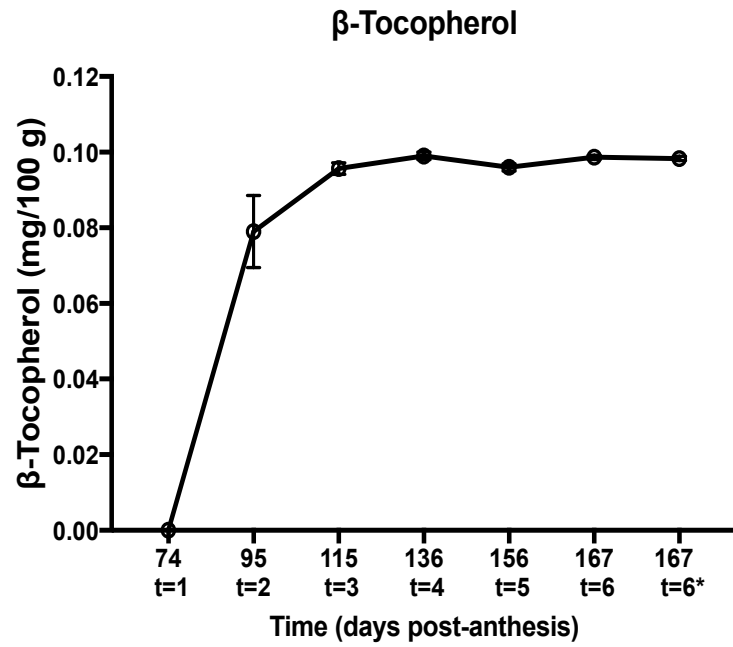 β-Tocopherol
β-Tocopherol (mg/100 g)
0.12
0.10
0.08
0.06
0.04
0.02
0.00
74 95 115 136 156 167 167
t=1 t=2 t=3 t=4 t=5 t=6 t=6*
Time (days post-anthesis)